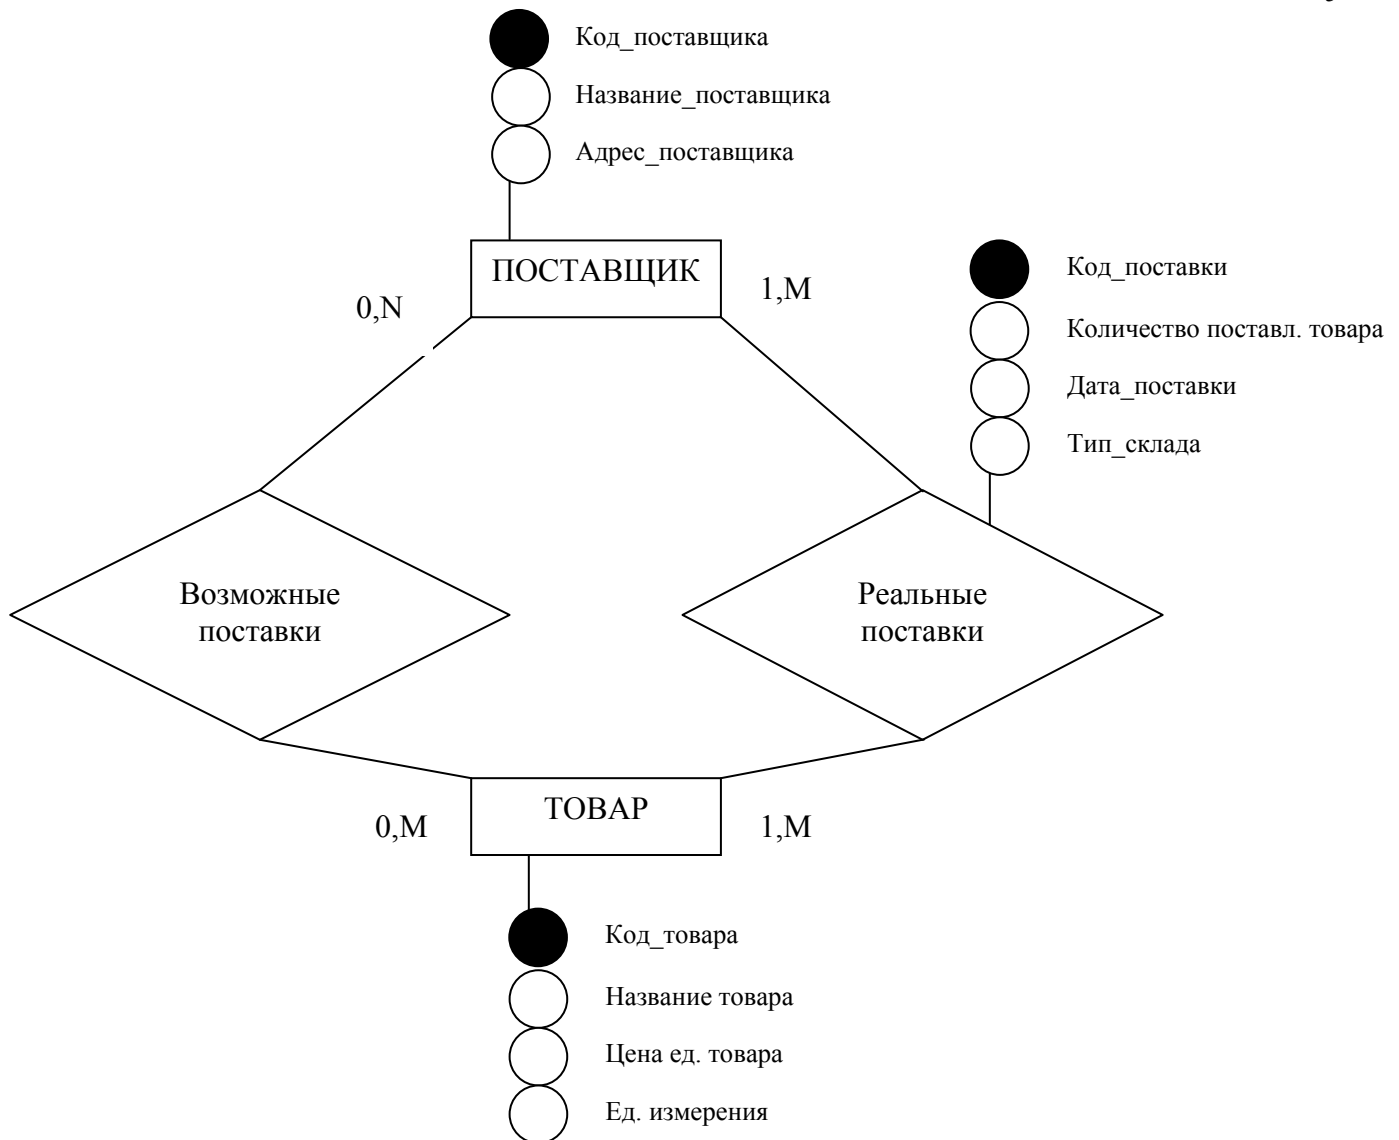 Код_поставщика
Название_поставщика
Адрес_поставщика
ПОСТАВЩИК
0,N
1,M
Код_поставки
Количество поставл. товара
Дата_поставки
Тип_склада
Возможные
поставки
Реальные
поставки
ТОВАР
0,M
1,M
Код_товара
Название товара
Цена ед. товара
Ед. измерения